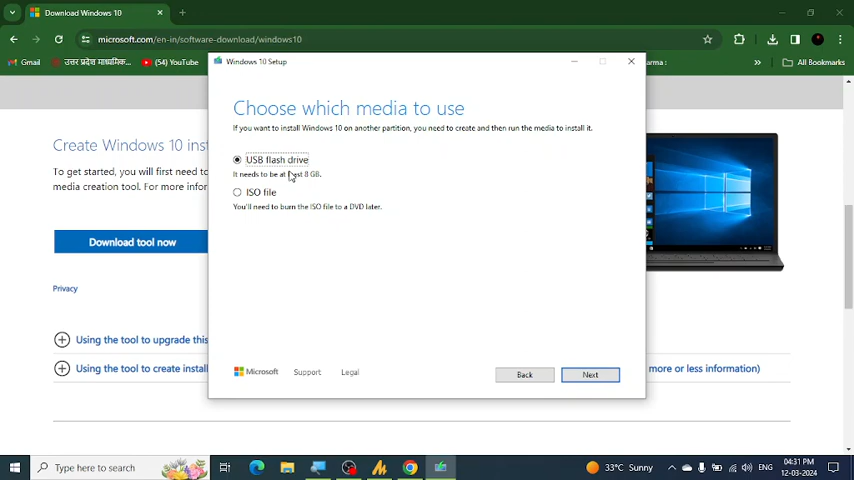 Download Windows 10
microsoft.com/en-in/software-download/windows10
Gmail
उत्तर प्रदेश माध्यमिक...
(54) YouTube
arma :
All Bookmarks
Windows 10 Setup
Choose which media to use
If you want to install Windows 10 on another partition, you need to create and then run the media to install it.
USB flash drive
It needs to be at least 8 GB.
ISO file
You'll need to burn the ISO file to a DVD later.
Microsoft
Support
Legal
Back
Next
Create Windows 10 inst
To get started, you will first need to
media creation tool. For more infor
Download tool now
Privacy
Using the tool to upgrade this
Using the tool to create install
more or less information)
Type here to search
33°C Sunny
ENG
04:31 PM
12-03-2024